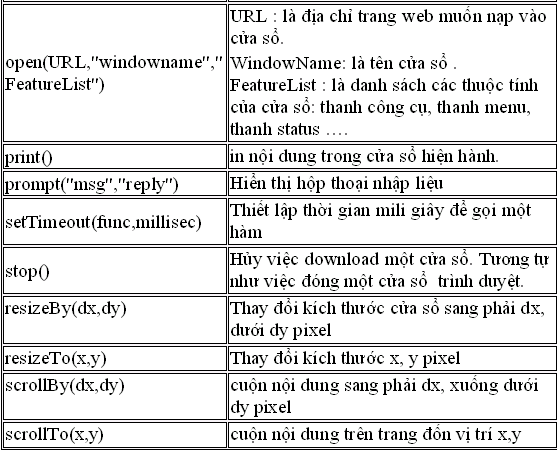 open(URL,"windowname","
FeatureList")
URL : là địa chỉ trang web muốn nạp vào
cửa sổ.
WindowName: là tên cửa sổ .
FeatureList : là danh sách các thuộc tính
của cửa sổ: thanh công cụ, thanh menu,
thanh status ….
print()
in nội dung trong cửa sổ hiện hành.
prompt("msg","reply")
Hiển thị hộp thoại nhập liệu
setTimeout(func,millisec)
Thiết lập thời gian mili giây để gọi một
hàm
stop()
Hủy việc download một cửa sổ. Tương tự
như việc đóng một cửa sổ trình duyệt.
resizeBy(dx,dy)
Thay đổi kích thước cửa sổ sang phải dx,
dưới dy pixel
resizeTo(x,y)
Thay đổi kích thước x, y pixel
scrollBy(dx,dy)
cuộn nội dung sang phải dx, xuống dưới
dy pixel
scrollTo(x,y)
cuộn nội dung trên trang đốn vị trí x,y